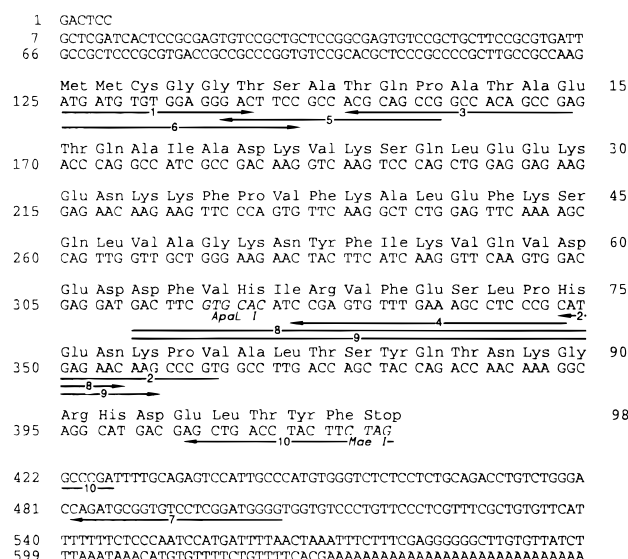 1 GACTCC
7 GCTCGATCACTCCGCGAGTGTCCGCTGCTCCGGCGAGTGTCCGCTGCTTCCGCGTGATT
66 GCCGCTCCCGCGTGACCGCCGCCCGGTGTCCGCACGCTCCCGCCCCGCTTGCCGCCAAG
Met Met Cys Gly Gly Thr Ser Ala Thr Gln Pro Ala Thr Ala Glu 15
125 ATG ATG TGT GGA GGG ACT TCC GCC ACG CAG CCG GCC ACA GCC GAG
1 5 3
6
Thr Gln Ala Ile Ala Asp Lys Val Lys Ser Gln Leu Glu Glu Lys 30
170 ACC CAG GCC ATC GCC GAC AAG GTC AAG TCC CAG CTG GAG GAG AAG
Glu Asn Lys Lys Phe Pro Val Phe Lys Ala Leu Glu Phe Lys Ser 45
215 GAG AAC AAG AAG TTC CCA GTG TTC AAG GCT CTG GAG TTC AAA AGC
Gln Leu Val Ala Gly Lys Asn Tyr Phe Ile Lys Val Gln Val Asp 60
260 CAG TTG GTT GCT GGG AAG AAC TAC TTC ATC AAG GTT CAA GTG GAC
Glu Asp Asp Phe Val His Ile Arg Val Phe Glu Ser Leu Pro His 75
305 GAG GAT GAC TTC GTG CAC ATC CGA GTG TTT GAA AGC CTC CCG CAT
ApaL I 4 2-
8
9
Glu Asn Lys Pro Val Ala Leu Thr Ser Tyr Gln Thr Asn Lys Gly 90
350 GAG AAC AAG CCC GTG GCC TTG ACC AGC TAC CAG ACC AAC AAA GGC
8 2
9
Arg His Asp Glu Leu Thr Tyr Phe Stop 98
395 AGG CAT GAC GAG CTG ACC TAC TTC TAG
10 Mae I-
422 GCCCGATTTTGCAGAGTCCATTGCCCATGTGGGTCTCTCCTCTGCAGACCTGTCTGGGA
10
481 CCAGATGCGGTGTCCTCGGATGGGGTGGTGTCCCTGTTCCCTCGTTTCGCTGTGTTCAT
7
540 TTTTTTCTCCCAATCCATGATTTTAACTAAATTTCTTTCGAGGGGGGCTTGTGTTATCT
599 TTAAATAAACATGTGTTTTCTGTTTTCACGAAAAAAAAAAAAAAAAAAAAAAAAAAAAA